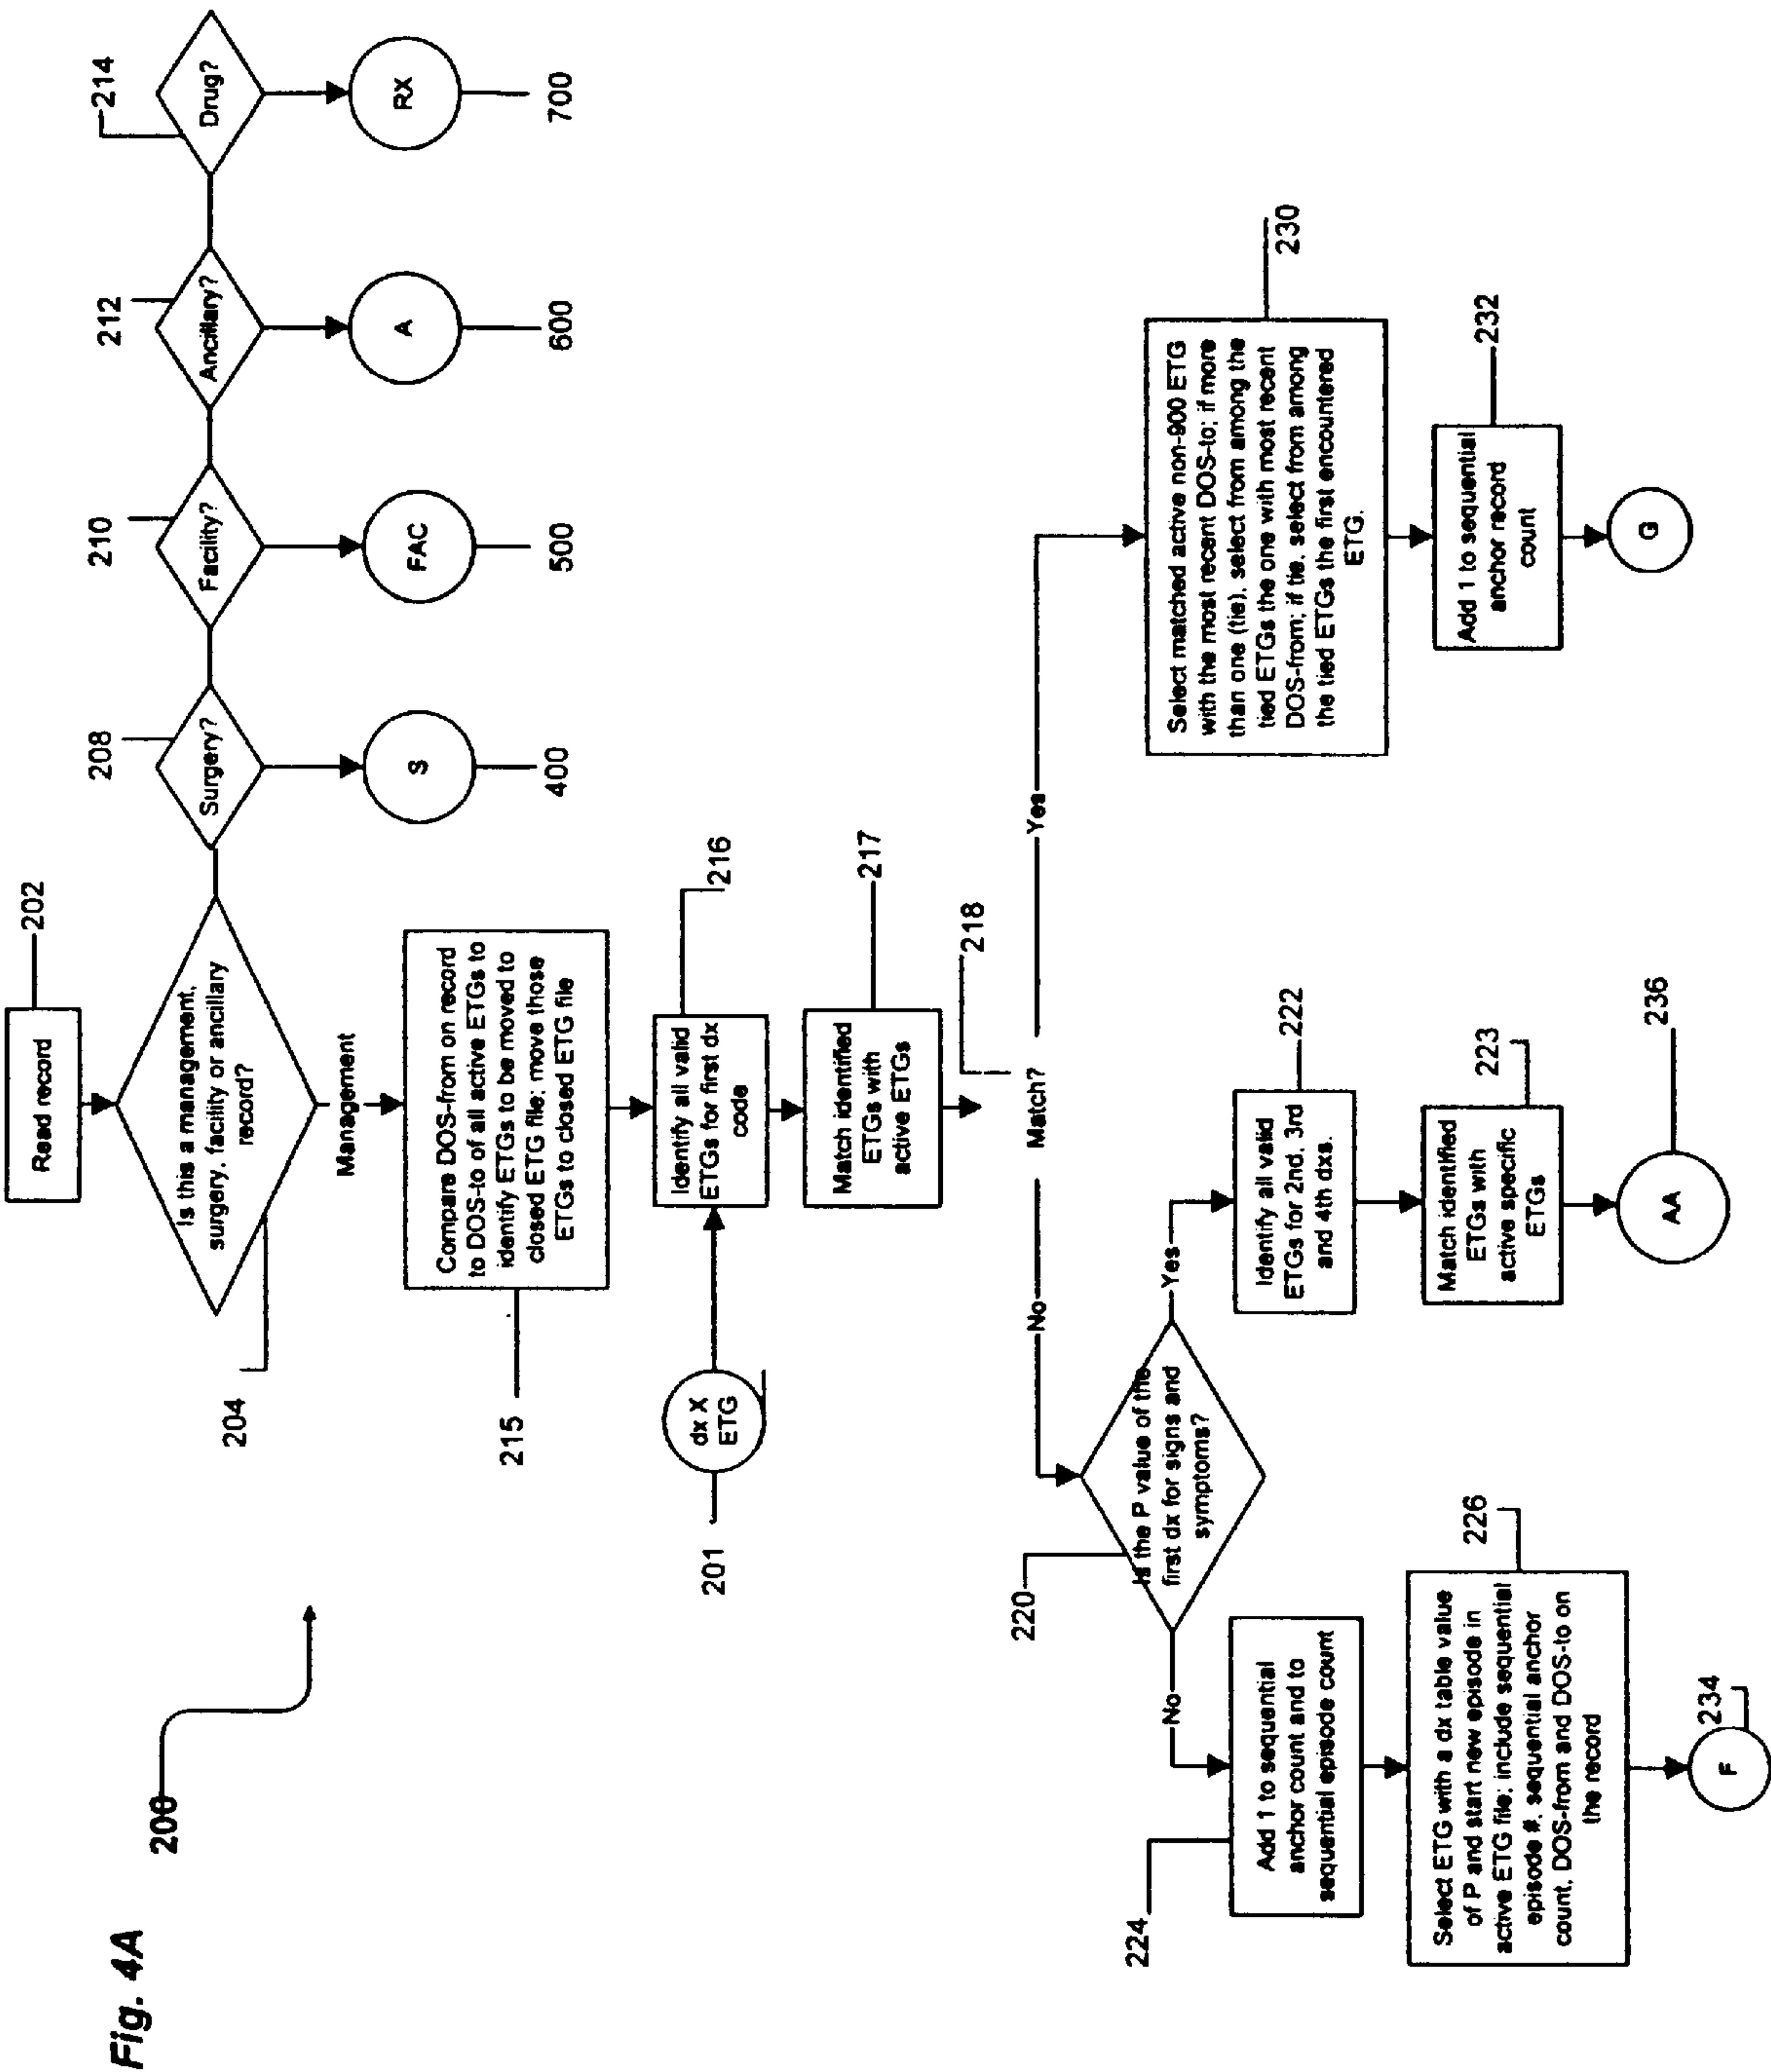 Fig. 4A
200
Read record
202
Is this a management,
surgery, facility or ancillary
record?
204
Surgery?
208
S
400
Facility?
210
FAC
500
Ancillary?
212
A
600
Drug?
214
RX
700
Management
Compare DOS-from on record
to DOS-to of all active ETGs to
identify ETGs to be moved to
closed ETG file; move those
ETGs to closed ETG file
215
dx X
ETG
201
Identify all valid
ETGs for first dx
code
216
Match identified
ETGs with
active ETGs
217
218
Match?
No
Yes
Is the P value of the
first dx for signs and
symptoms?
220
No
Yes
Add 1 to sequential
anchor count and to
sequential episode count
224
Select ETG with a dx table value
of P and start new episode in
active ETG file; include sequential
episode #, sequential anchor
count, DOS-from and DOS-to on
the record
226
F
234
Identify all valid
ETGs for 2nd, 3rd
and 4th dxs.
222
Match identified
ETGs with
active specific
ETGs
223
AA
236
Select matched active non-900 ETG
with the most recent DOS-to; if more
than one (tie), select from among the
tied ETGs the one with most recent
DOS-from; if tie, select from among
the tied ETGs the first encountered
ETG.
230
Add 1 to sequential
anchor record
count
232
G